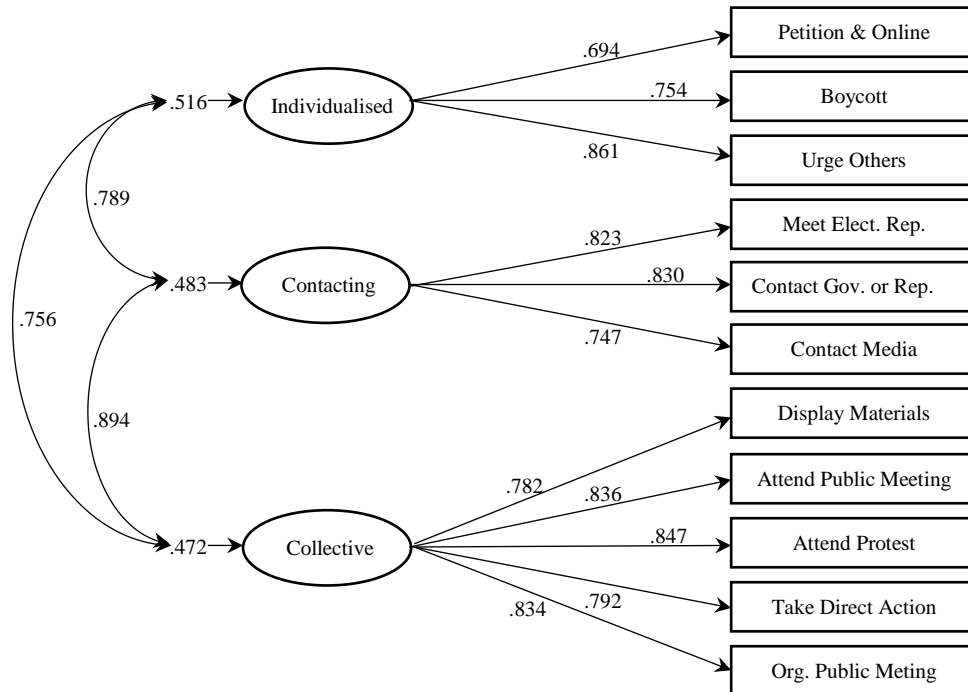 Petition & Online
.694
.754
.516
Individualised
Boycott
.861
Urge Others
.789
Meet Elect. Rep.
.823
.830
.483
Contacting
Contact Gov. or Rep.
.756
.747
Contact Media
.894
Display Materials
.782
.836
Attend Public Meeting
.847
.472
Collective
Attend Protest
.834
.792
Take Direct Action
Org. Public Meting